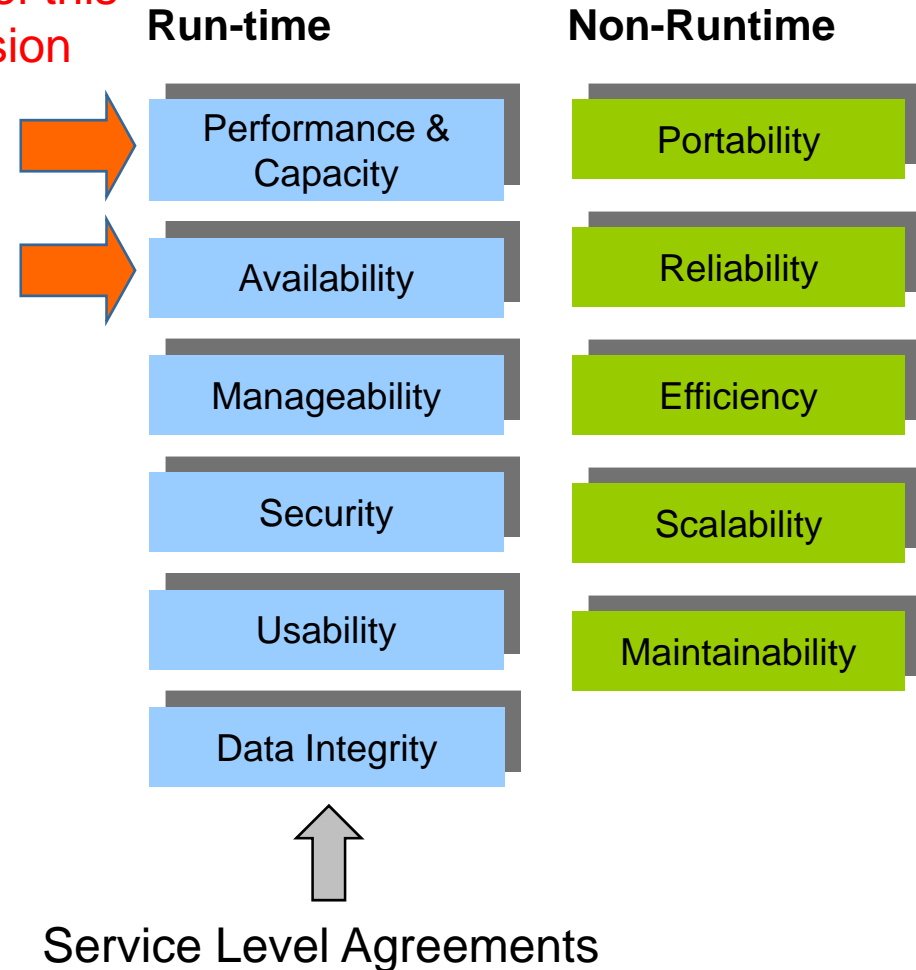 Run-time
Non-Runtime
Performance &
Capacity
Availability
Manageability
Security
Usability
Data Integrity
Portability
Reliability
Efficiency
Scalability
Maintainability
Service Level Agreements
this